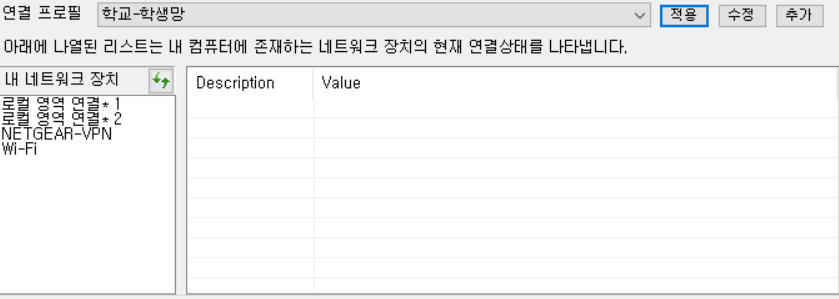 연결 프로필 학교-학생망 적용 수정 추가
아래에 나열된 리스트는 내 컴퓨터에 존재하는 네트워크 장치의 현재 연결상태를 나타냅니다.
내 네트워크 장치 Description Value
로컬 영역 연결* 1
로컬 영역 연결* 2
NETGEAR-VPN
Wi-Fi